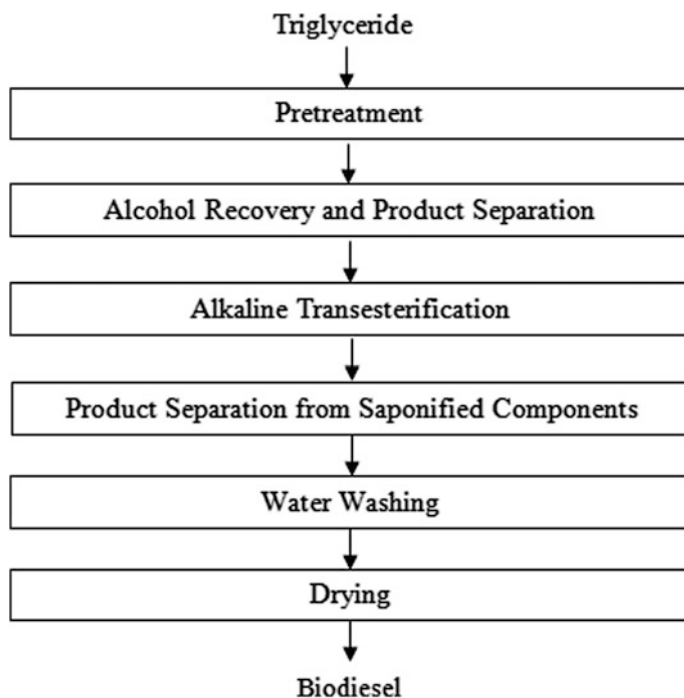 Triglyceride
Pretreatment
Alcohol Recovery and Product Separation
Alkaline Transesterification
Product Separation from Saponified Components
Water Washing
Drying
Biodiesel